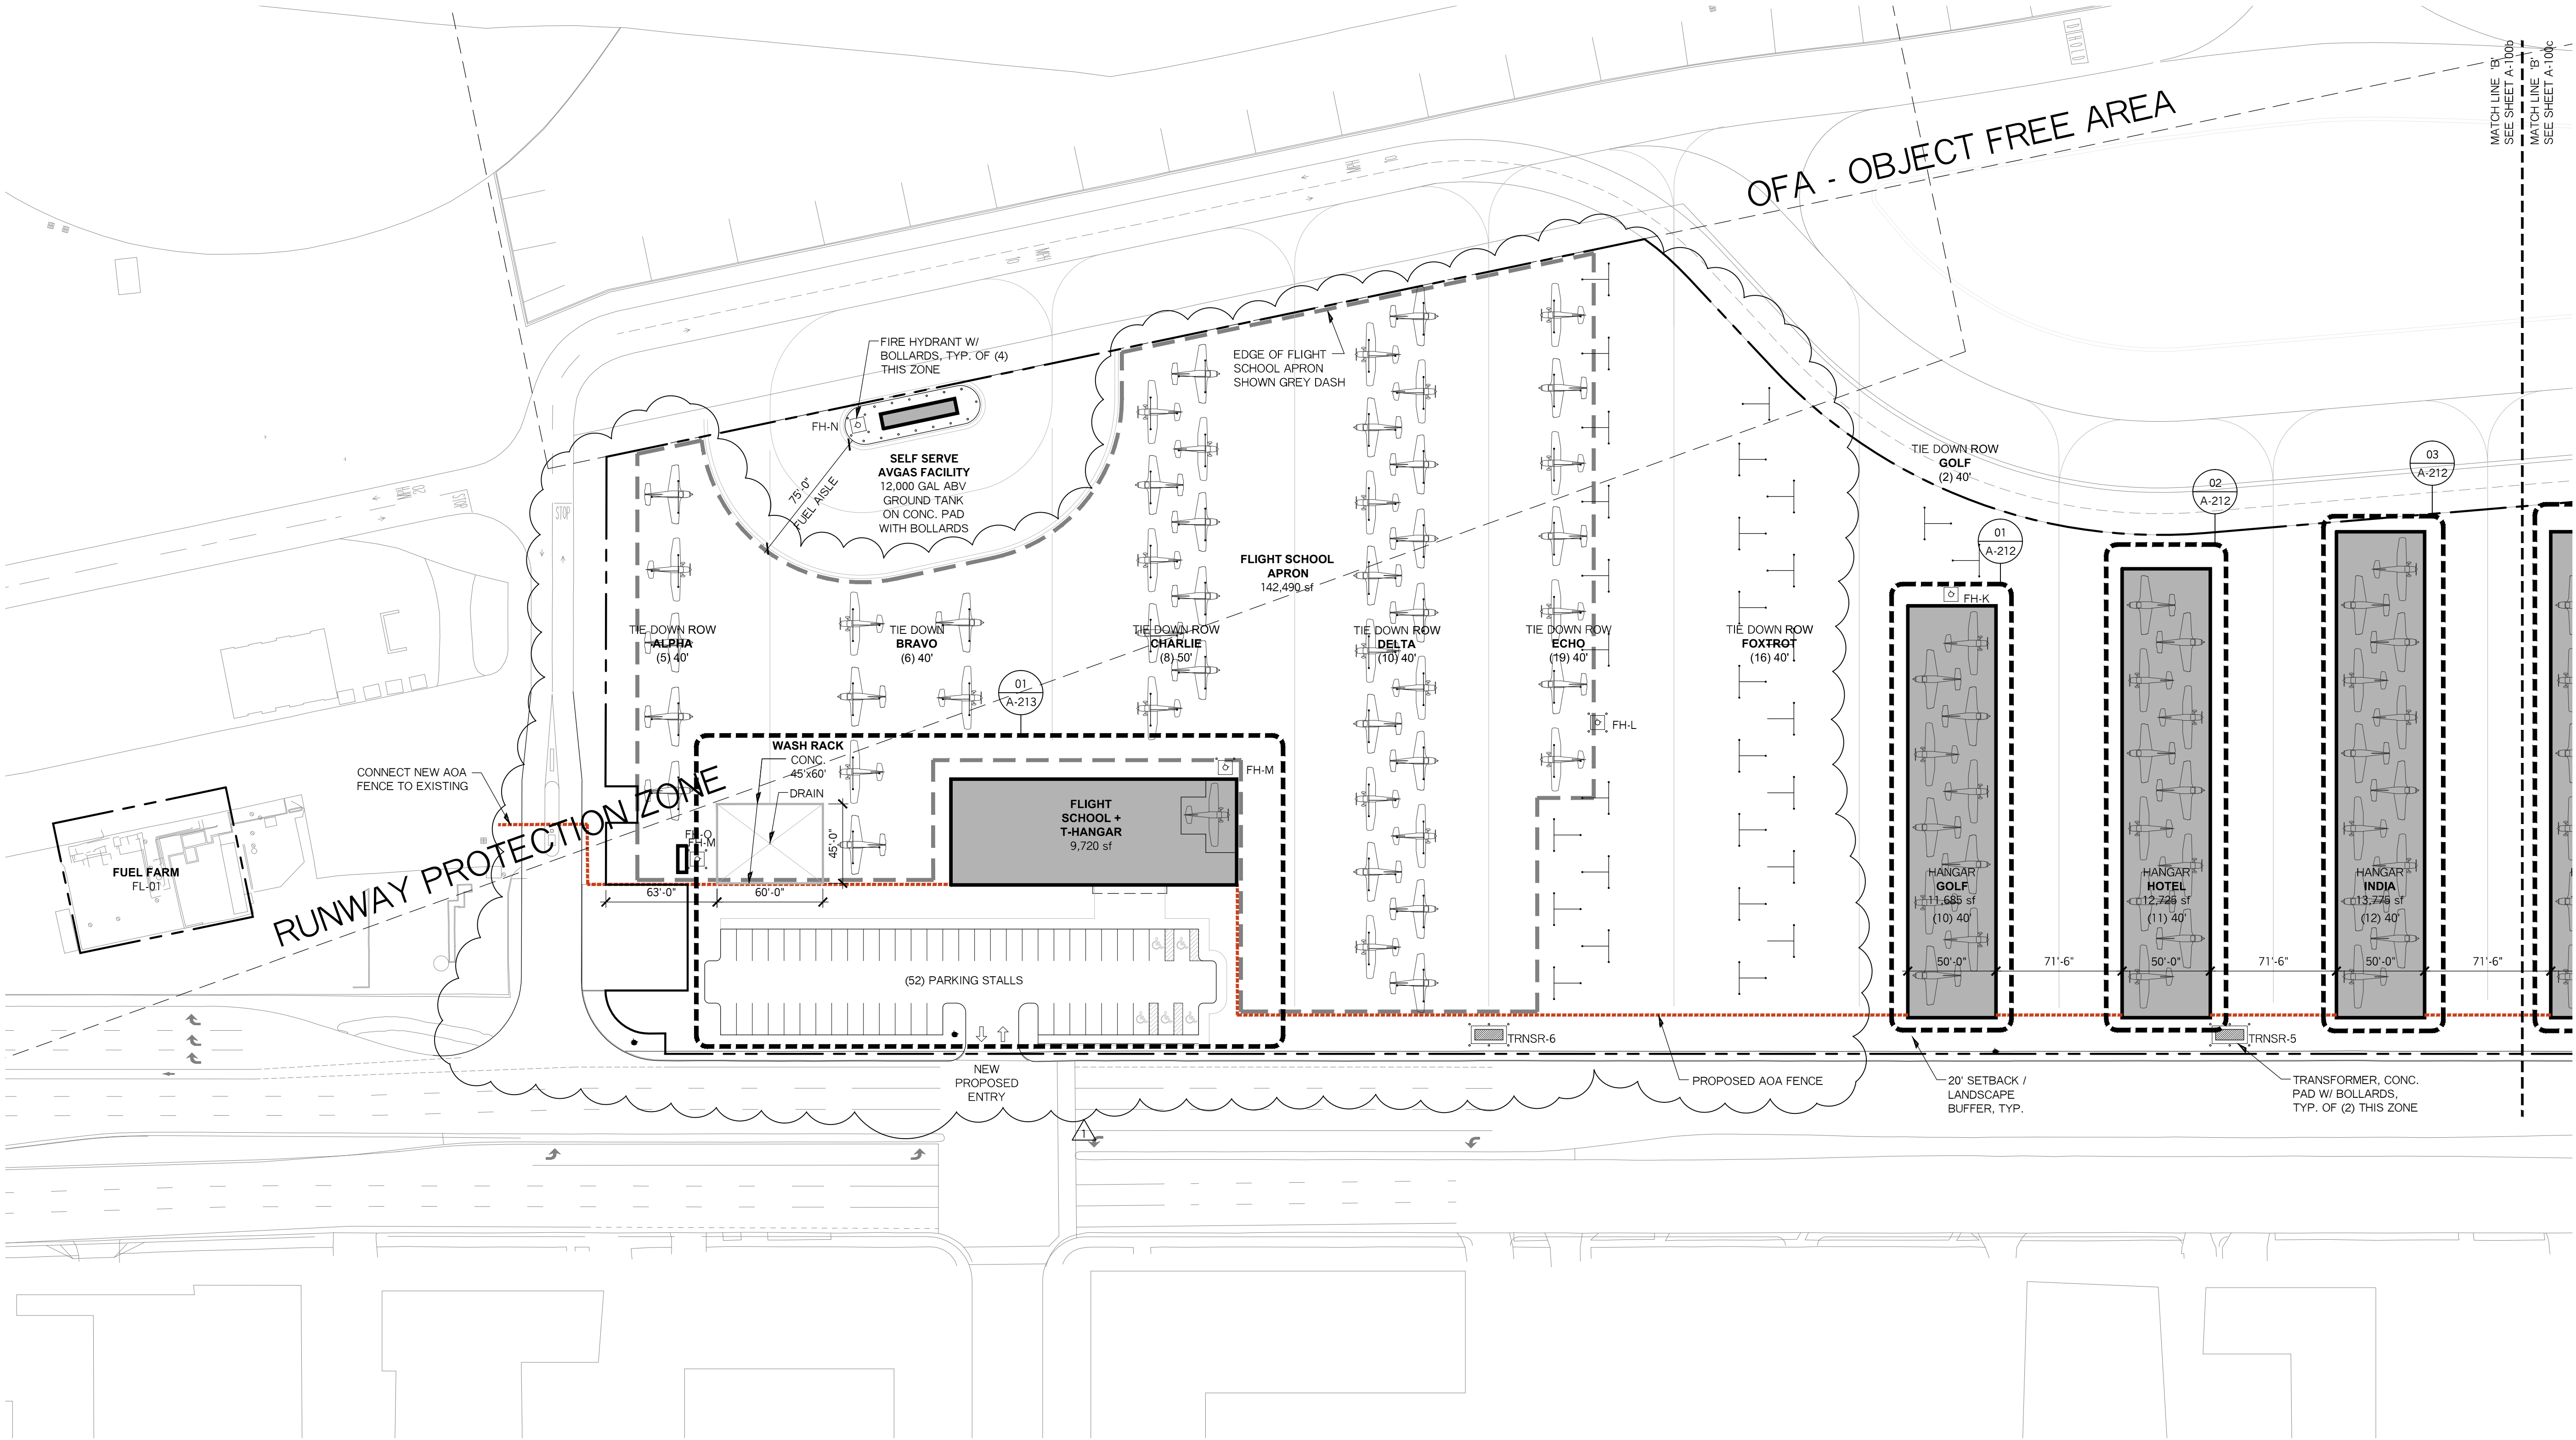 MATCH LINE 'B'
SEE SHEET A-100b
MATCH LINE 'B'
SEE SHEET A-100c
OFA - OBJECT FREE AREA
FIRE HYDRANT W/
BOLLARDS, TYP. OF (4)
THIS ZONE
FH-N
EDGE OF FLIGHT
SCHOOL APRON
SHOWN GREY DASH
SELF SERVE
AVGAS FACILITY
12,000 GAL ABV
GROUND TANK
ON CONC. PAD
WITH BOLLARDS
75'-0"
FUEL AISLE
STOP
STOP
TIE DOWN ROW
GOLF
(2) 40'
03
A-212
02
A-212
01
A-212
FH-K
FLIGHT SCHOOL
APRON
142,490 sf
TIE DOWN ROW
ALPHA
(5) 40'
TIE DOWN
BRAVO
(6) 40'
TIE DOWN ROW
CHARLIE
(8) 50'
TIE DOWN ROW
DELTA
(10) 40'
TIE DOWN ROW
ECHO
(19) 40'
TIE DOWN ROW
FOXTROT
(16) 40'
01
A-213
FH-L
WASH RACK
CONC.
45'x60'
DRAIN
FH-M
CONNECT NEW AOA
FENCE TO EXISTING
RUNWAY PROTECTION ZONE
FLIGHT
SCHOOL +
T-HANGAR
9,720 sf
FH-O
FH-M
45'-0"
63'-0"
60'-0"
FUEL FARM
FL-01
HANGAR
GOLF
11,685 sf
(10) 40'
HANGAR
HOTEL
12,725 sf
(11) 40'
HANGAR
INDIA
13,775 sf
(12) 40'
50'-0"
71'-6"
50'-0"
71'-6"
50'-0"
71'-6"
(52) PARKING STALLS
TRNSR-6
TRNSR-5
NEW
PROPOSED
ENTRY
PROPOSED AOA FENCE
20' SETBACK /
LANDSCAPE
BUFFER, TYP.
TRANSFORMER, CONC.
PAD W/ BOLLARDS,
TYP. OF (2) THIS ZONE
1